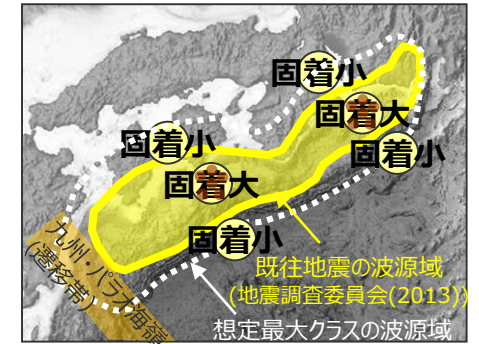 固着小
固着大
固着小
固着小
固着大
固着小
九州・パラオ海嶺
(遷移帯)
既往地震の波源域
(地震調査委員会(2013))
想定最大クラスの波源域